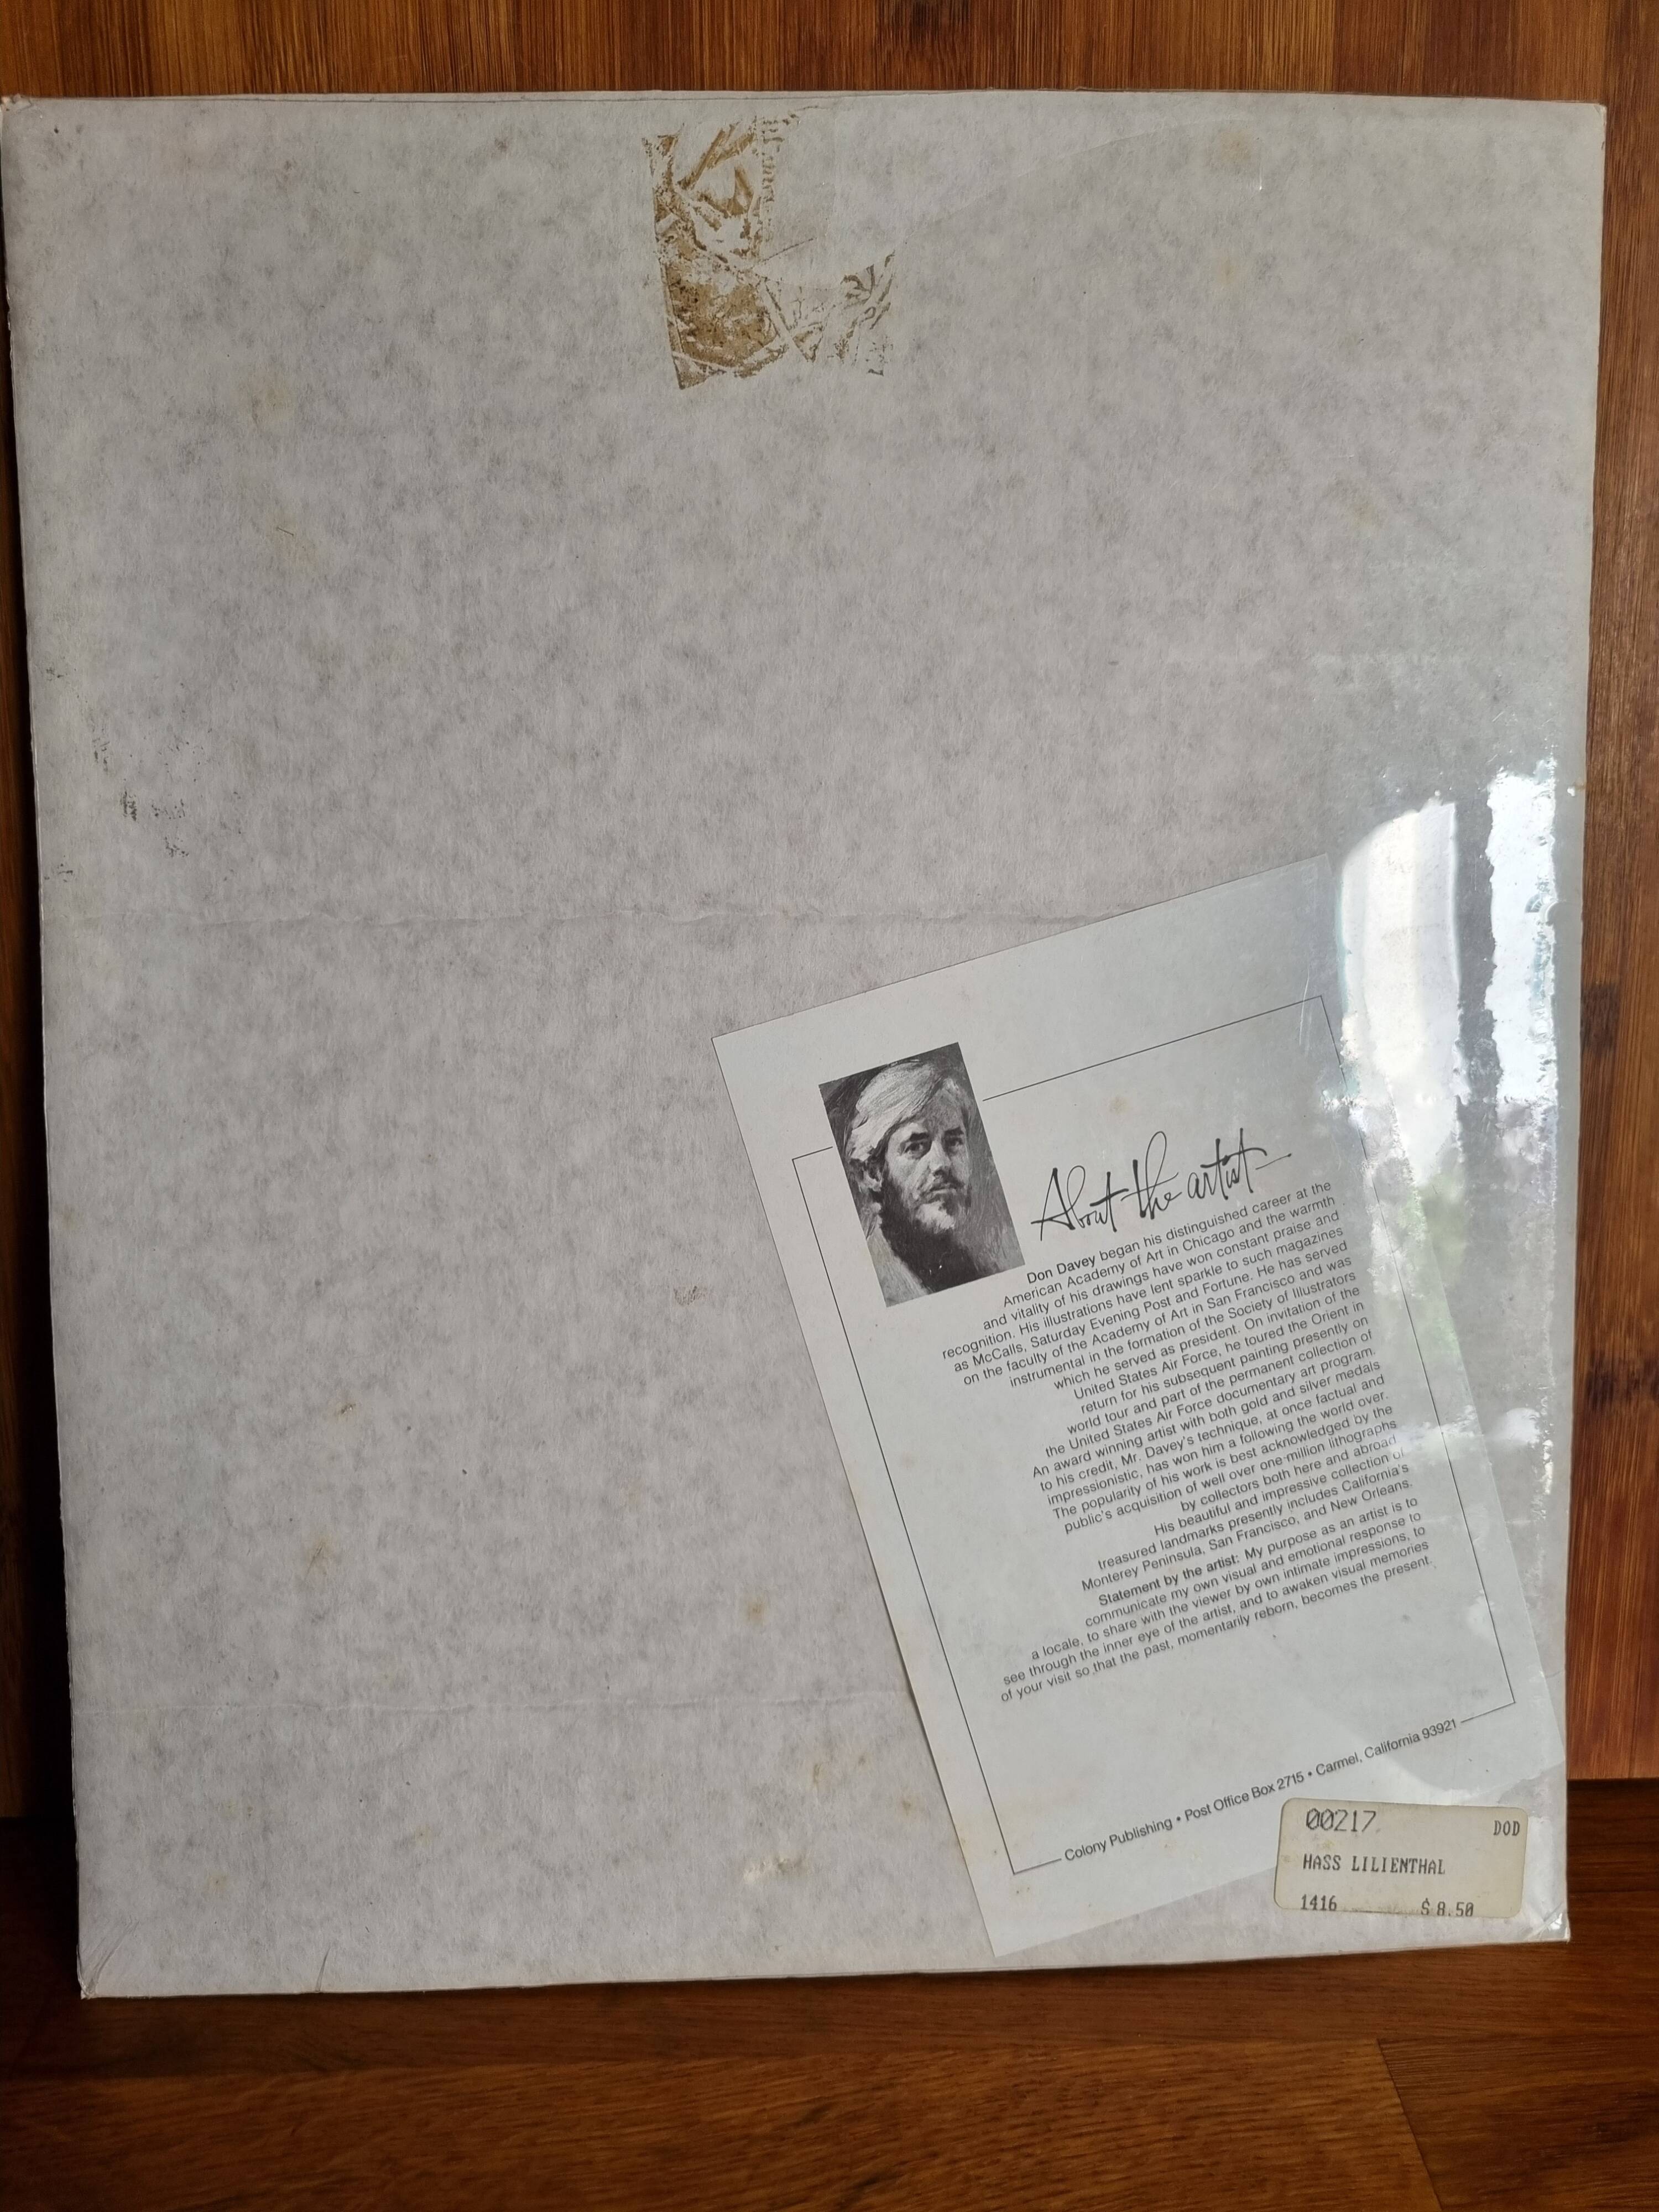 About the artist
Don Davey began his distinguished career at the
American Academy of Art in Chicago and the warmth
and vitality of his drawings have won constant praise and
recognition. His illustrations have lent sparkle to such magazines
as McCalls, Saturday Evening Post and Fortune. He has served
on the faculty of the Academy of Art in San Francisco and was
instrumental in the formation of the Society of Illustrators
which he served as president. On invitation of the
United States Air Force, he toured the Orient in
return for his subsequent painting presently on
world tour and part of the permanent collection of
the United States Air Force documentary art program.
An award winning artist with both gold and silver medals
to his credit, Mr. Davey's technique, at once factual and
impressionistic, has won him a following the world over.
The popularity of his work is best acknowledged by the
public's acquisition of well over one-million lithographs
by collectors both here and abroad
His beautiful and impressive collection of
treasured landmarks presently includes California's
Monterey Peninsula, San Francisco, and New Orleans.
Statement by the artist: My purpose as an artist is to
communicate my own visual and emotional response to
a locale, to share with the viewer by own intimate impressions, to
see through the inner eye of the artist, and to awaken visual memories
of your visit so that the past, momentarily reborn, becomes the present.
Colony Publishing • Post Office Box 2715 • Carmel, California 93921
00217 DOD
HASS LILIENTHAL
1416 $8.50